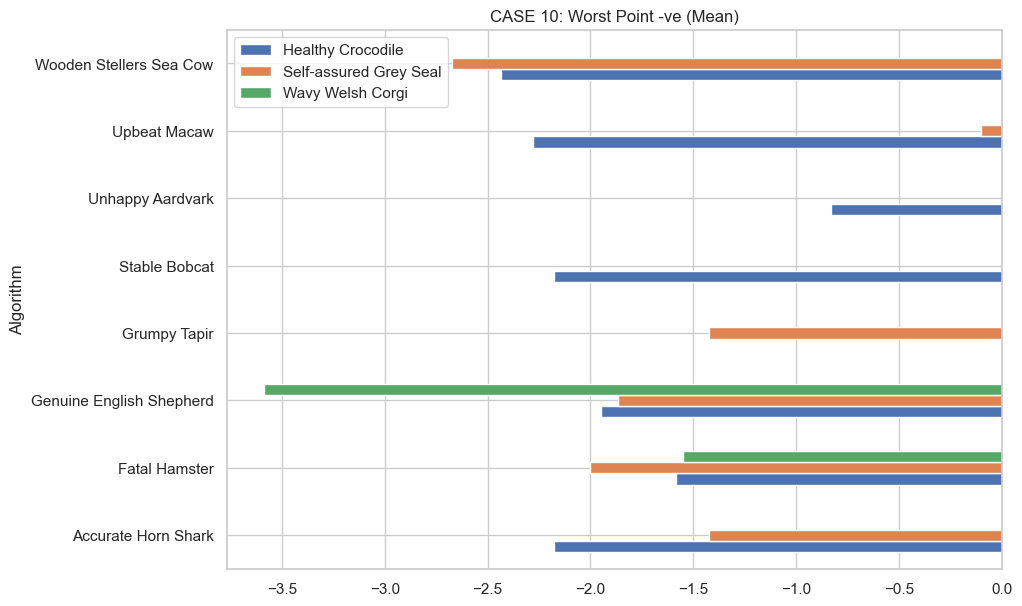 CASE 10: Worst Point -ve (Mean)
Healthy Crocodile
Self-assured Grey Seal
Wavy Welsh Corgi
Wooden Stellers Sea Cow
Upbeat Macaw
Unhappy Aardvark
Stable Bobcat
Grumpy Tapir
Genuine English Shepherd
Fatal Hamster
Accurate Horn Shark
Algorithm
−3.5 −3.0 −2.5 −2.0 −1.5 −1.0 −0.5 0.0